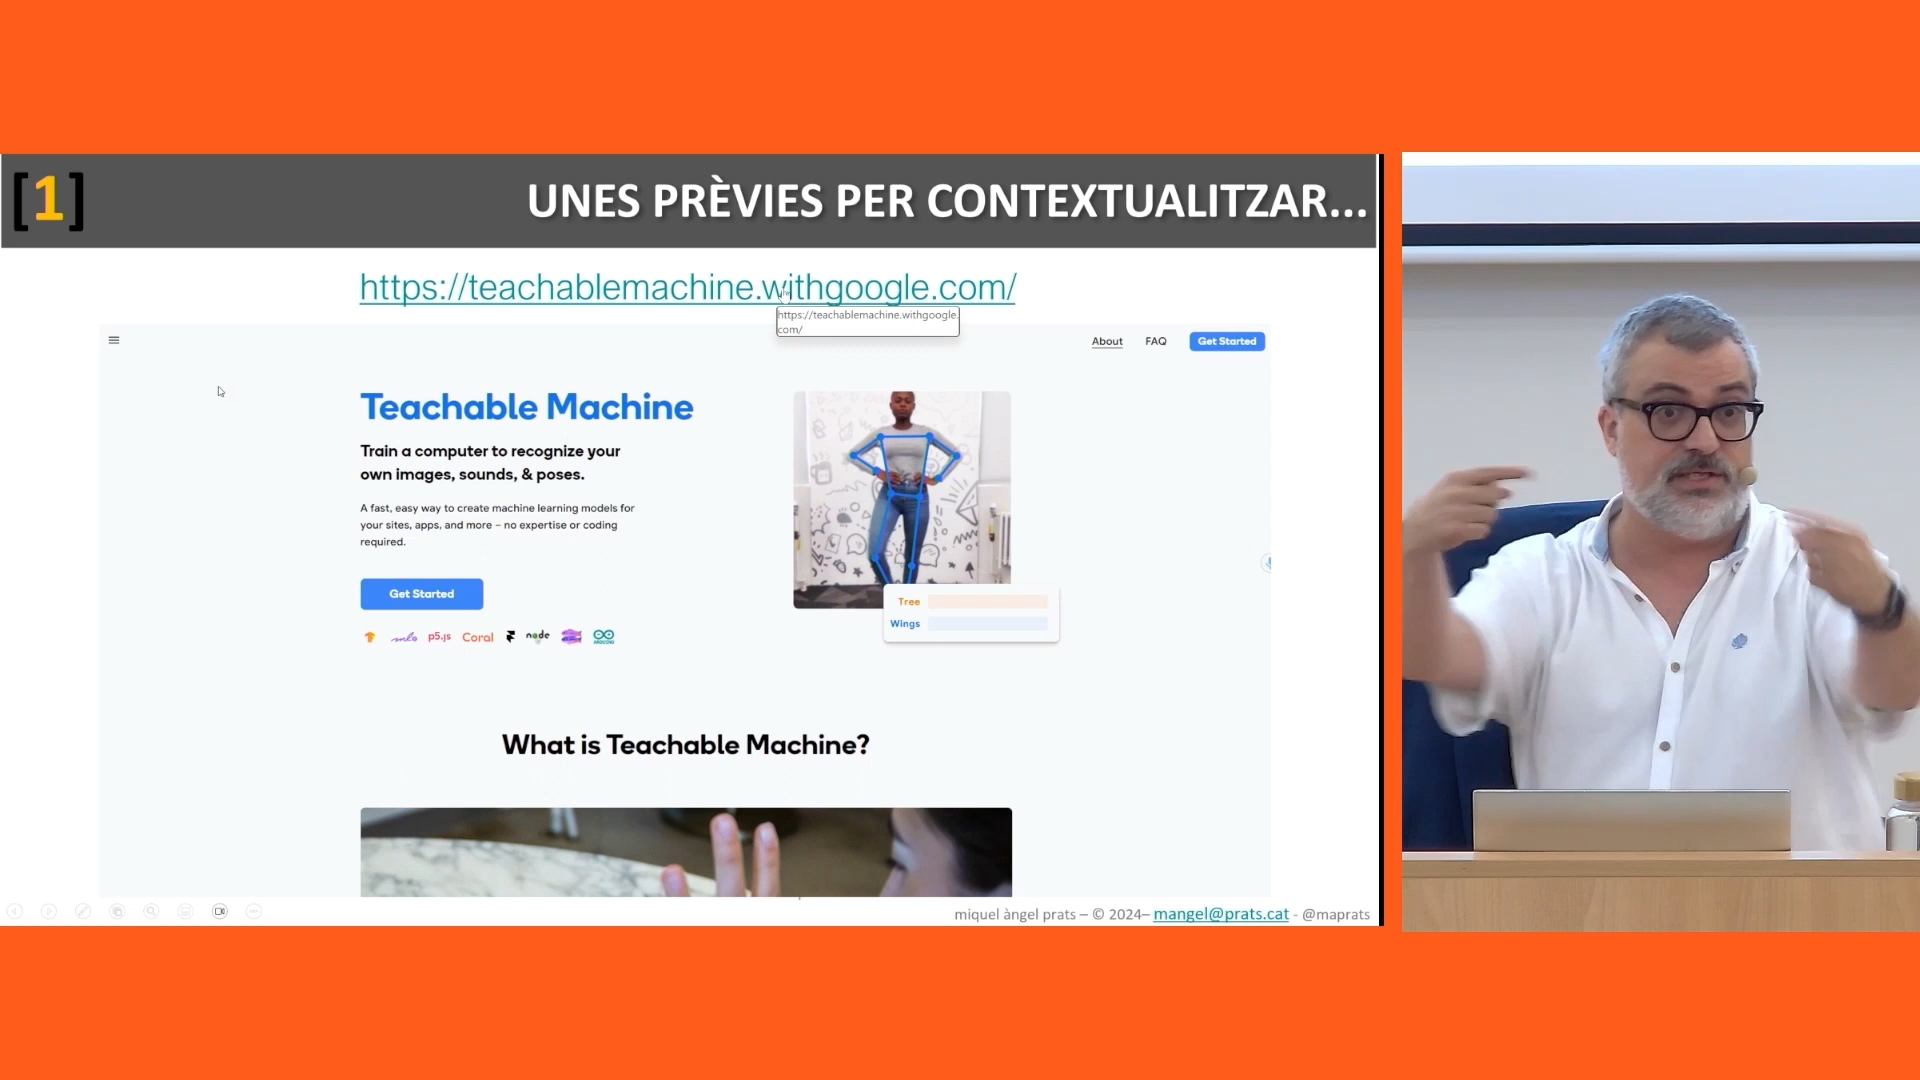 [1]
UNES PRÈVIES PER CONTEXTUALITZAR...
https://teachablemachine.withgoogle.com/
https://teachablemachine.withgoogle.
com/
About FAQ Get Started
Teachable Machine
Train a computer to recognize your
own images, sounds, & poses.
A fast, easy way to create machine learning models for
your sites, apps, and more – no expertise or coding
required.
Get Started
p5.js Coral node
Tree
Wings
What is Teachable Machine?
miquel àngel prats – © 2024– mangel@prats.cat - @maprats